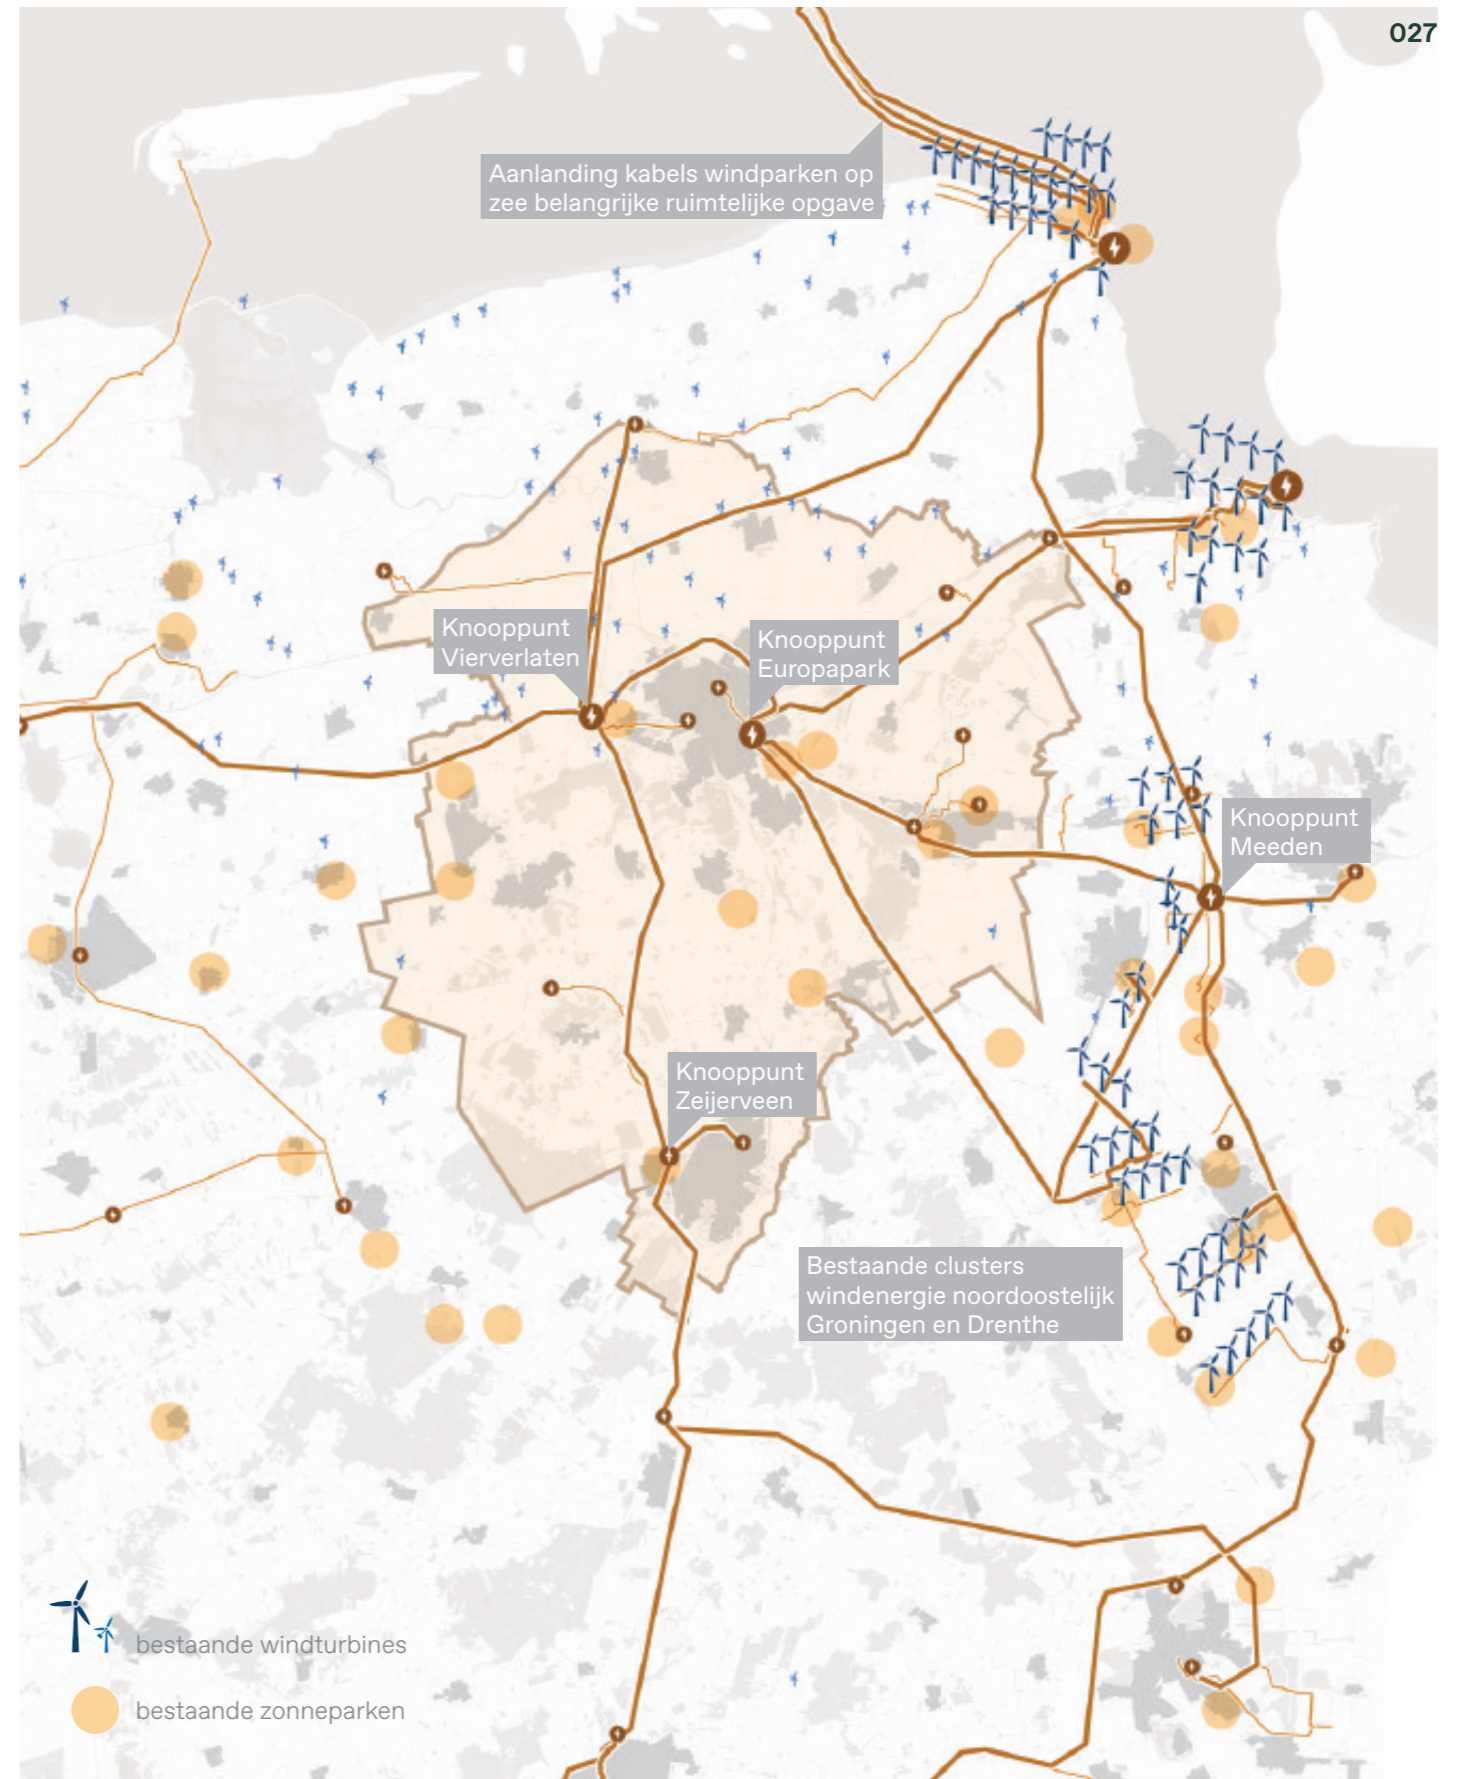 027
Aanlanding kabels windparken op
zee belangrijke ruimtelijke opgave
Knooppunt
Vierverlaten
Knooppunt
Europapark
Knooppunt
Meeden
Knooppunt
Zeijerveen
Bestaande clusters
windenergie noordoostelijk
Groningen en Drenthe
bestaande windturbines
bestaande zonneparken